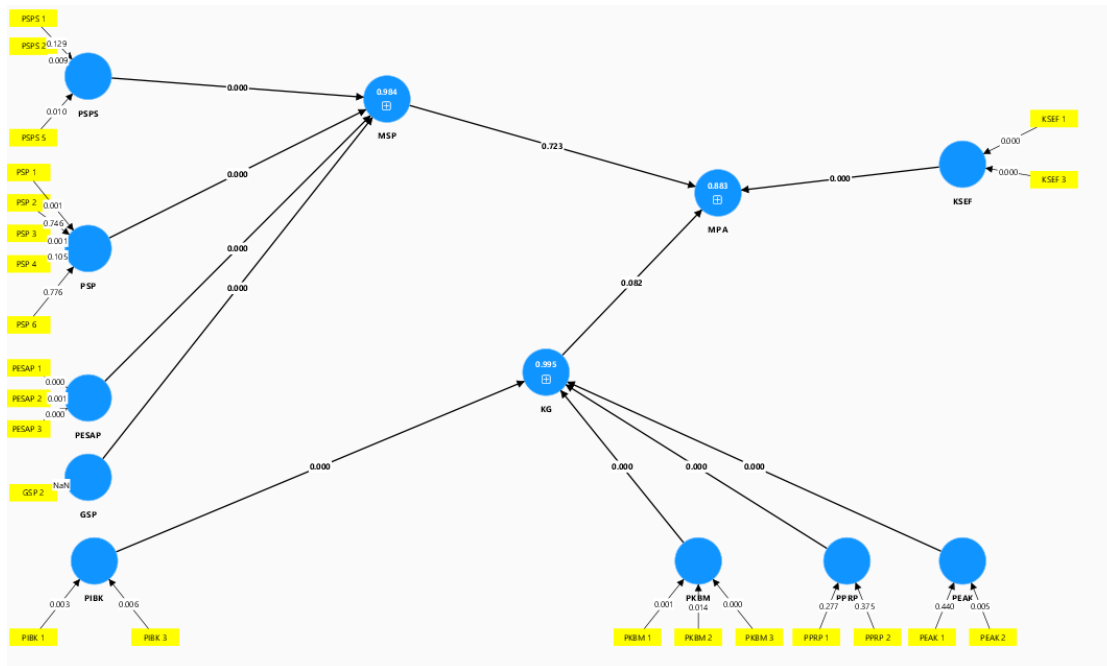 PSPS 1
0.129
PSPS 2
0.009
PSPS
0.010
PSPS 5
0.000
0.984
MSP
PSP 1
0.001
PSP 2
0.746
PSP 3
0.001
PSP 4
0.105
PSP
0.776
PSP 6
0.000
0.723
0.883
MPA
0.000
KSEF
KSEF 1
0.000
0.000
KSEF 3
0.000
0.000
0.082
PESAP 1
0.000
PESAP 2
0.001
PESAP 3
0.000
PESAP
0.995
KG
GSP 2
NaN
GSP
0.000
0.000
0.000
0.000
PIBK
0.003
0.006
PIBK 1
PIBK 3
PKBM
0.001
0.014
0.000
PKBM 1
PKBM 2
PKBM 3
PPRP
0.277
0.375
PPRP 1
PPRP 2
PEAK
0.440
0.005
PEAK 1
PEAK 2